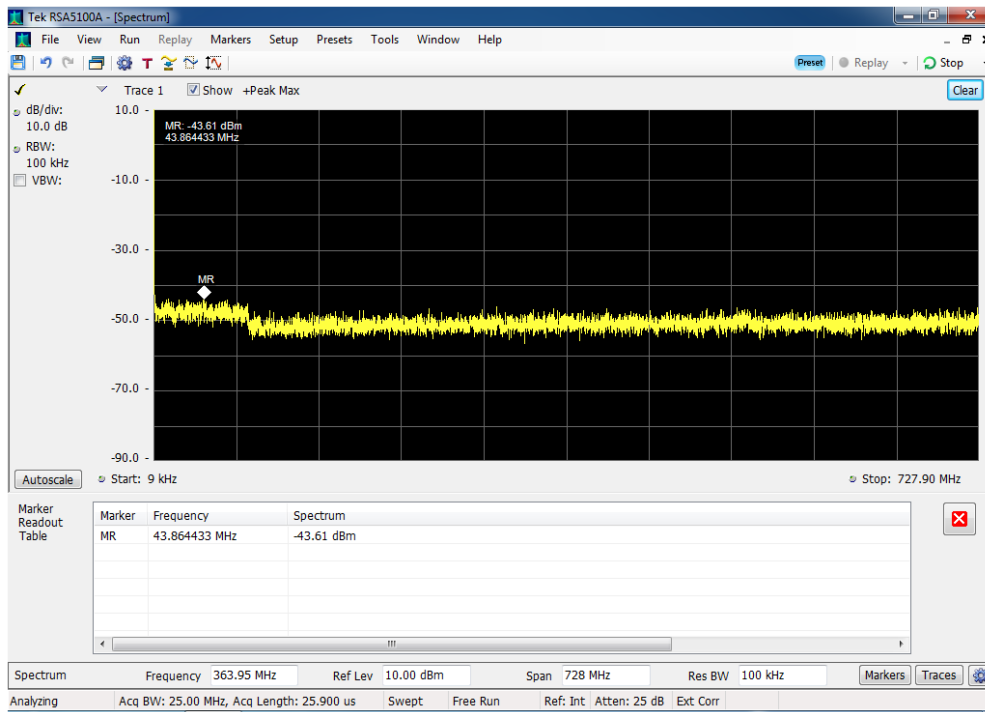 Tek RSA5100A - [Spectrum]
File View Run Replay Markers Setup Presets Tools Window Help
T Preset Replay Stop
Trace 1 Show +Peak Max Clear
dB/div:
10.0 dB
RBW:
100 kHz
VBW:
10.0 -
-10.0 -
-30.0 -
-50.0 -
-70.0 -
-90.0 -
MR: -43.61 dBm
43.864433 MHz
MR
Autoscale Start: 9 kHz Stop: 727.90 MHz
Marker
Readout
Table
Marker Frequency Spectrum
MR 43.864433 MHz -43.61 dBm
Spectrum Frequency 363.95 MHz Ref Lev 10.00 dBm Span 728 MHz Res BW 100 kHz Markers Traces
Analyzing Acq BW: 25.00 MHz, Acq Length: 25.900 us Swept Free Run Ref: Int Atten: 25 dB Ext Corr